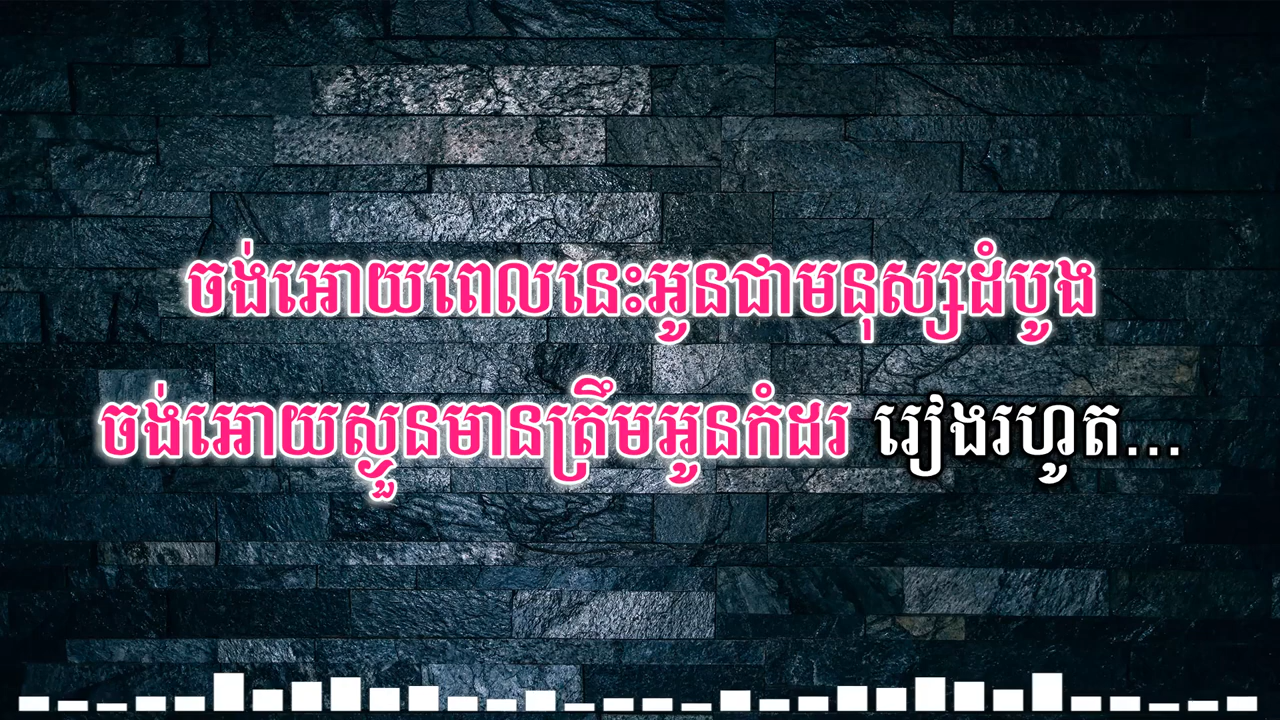 ចង់អោយពេលនេះអូនជាមនុស្សដំបូង
ចង់អោយស្ងួនមានត្រឹមអូនកំដរ រៀងរហូត...